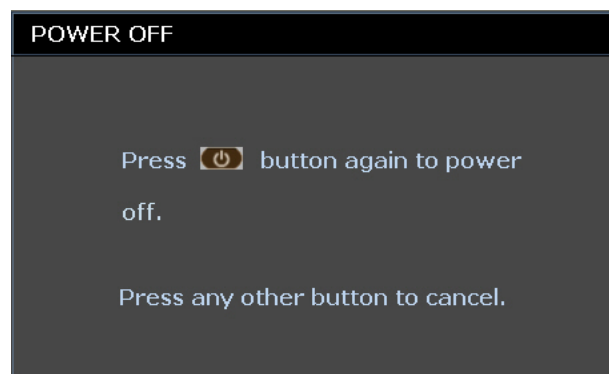 POWER OFF
Press button again to power
off.
Press any other button to cancel.